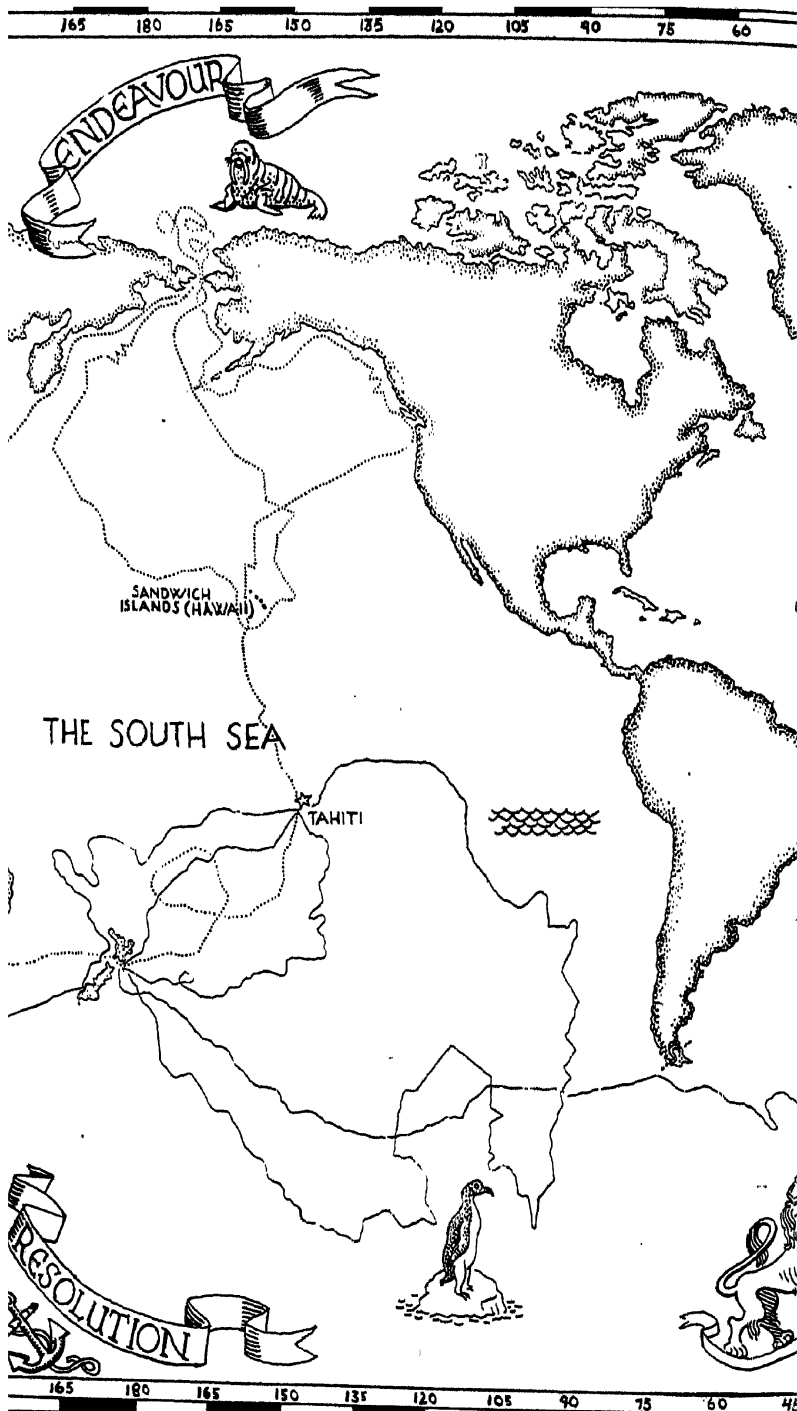 165 180 165 150 135 120 105 90 75 60
ENDEAVOUR
SANDWICH
ISLANDS (HAWAII)
THE SOUTH SEA
TAHITI
RESOLUTION
165 180 165 150 135 120 105 90 75 60 45